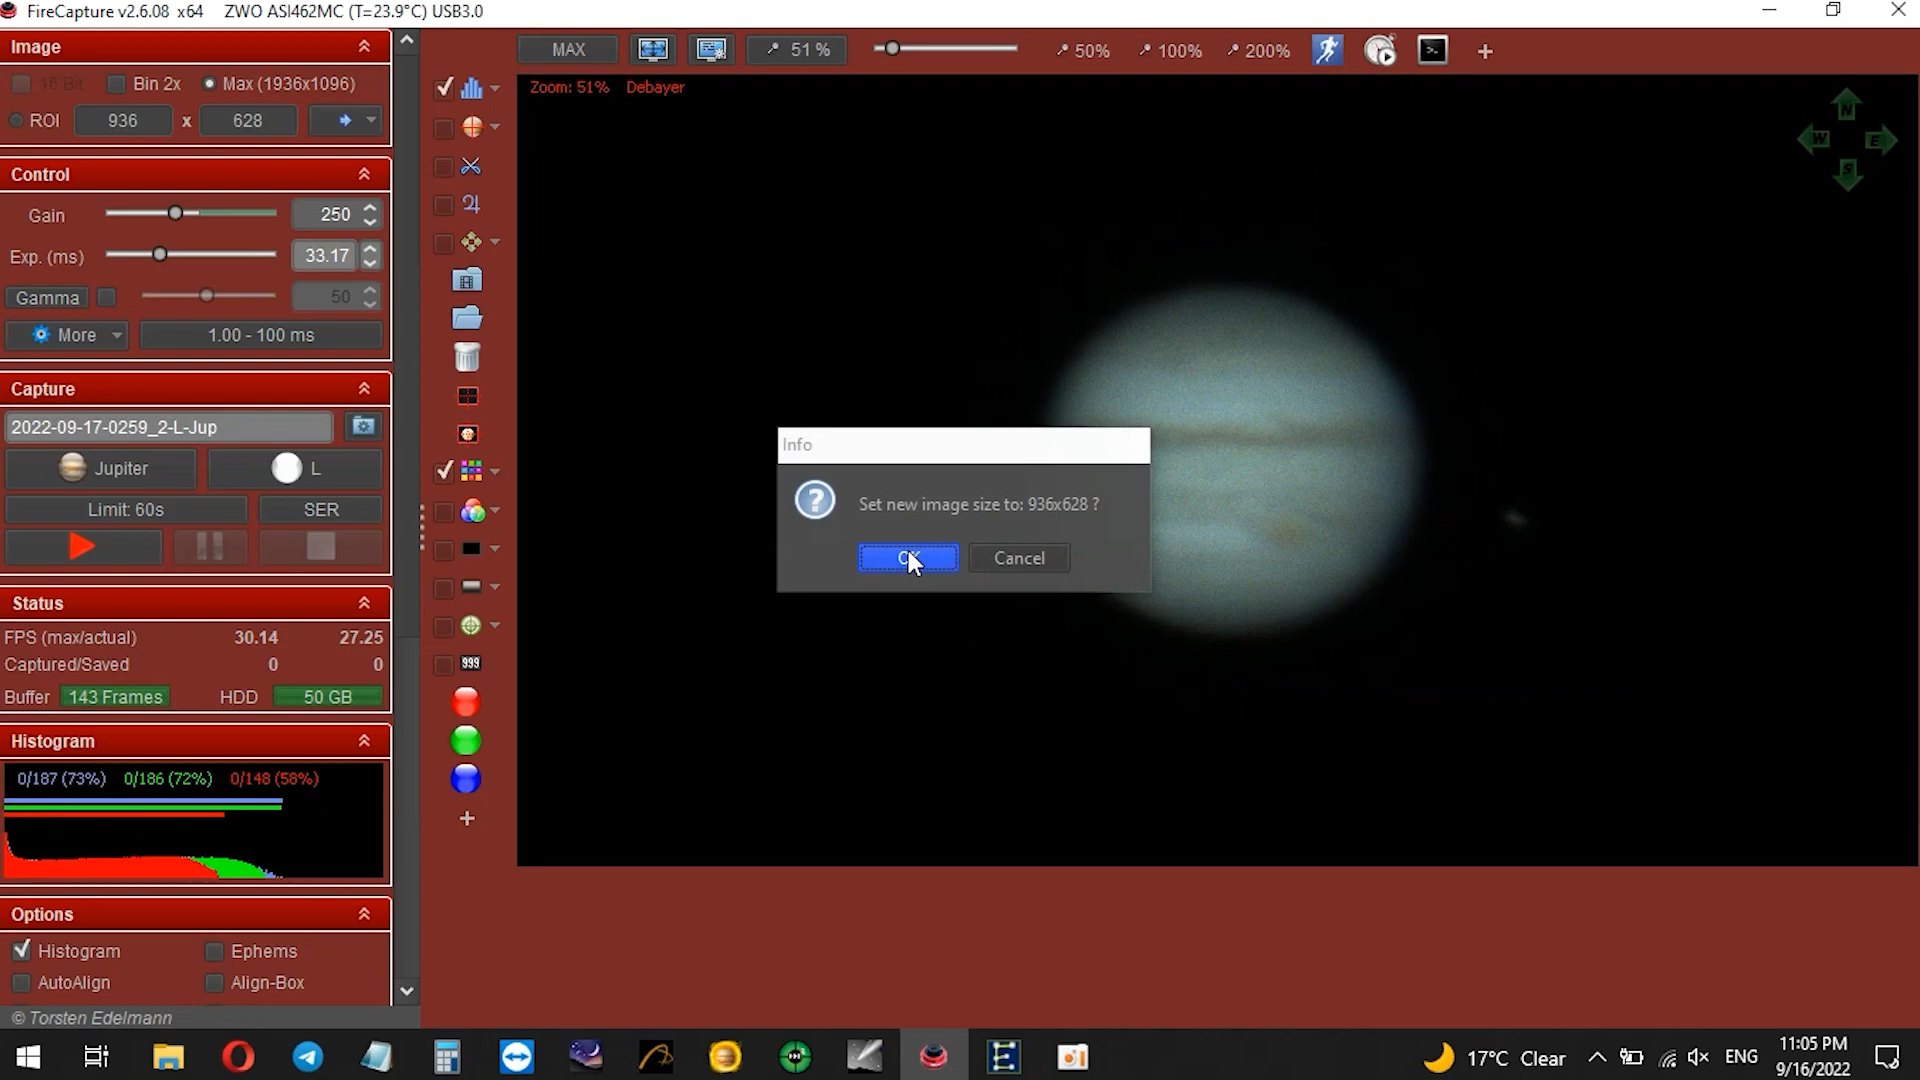 FireCapture v2.6.08 x64 ZWO ASI462MC (T=23.9°C) USB3.0
Image
16 Bit Bin 2x Max (1936x1096)
ROI 936 x 628
Control
Gain 250
Exp. (ms) 33.17
Gamma 50
More 1.00 - 100 ms
Capture
2022-09-17-0259_2-L-Jup
Jupiter L
Limit: 60s SER
Status
FPS (max/actual) 30.14 27.25
Captured/Saved 0 0
Buffer 143 Frames HDD 50 GB
Histogram
0/187 (73%) 0/186 (72%) 0/148 (58%)
Options
Histogram Ephems
AutoAlign Align-Box
© Torsten Edelmann
999
MAX 51 % 50% 100% 200%
Zoom: 51% Debayer
N
W E
S
Info
Set new image size to: 936x628 ?
OK Cancel
17°C Clear ENG
11:05 PM
9/16/2022